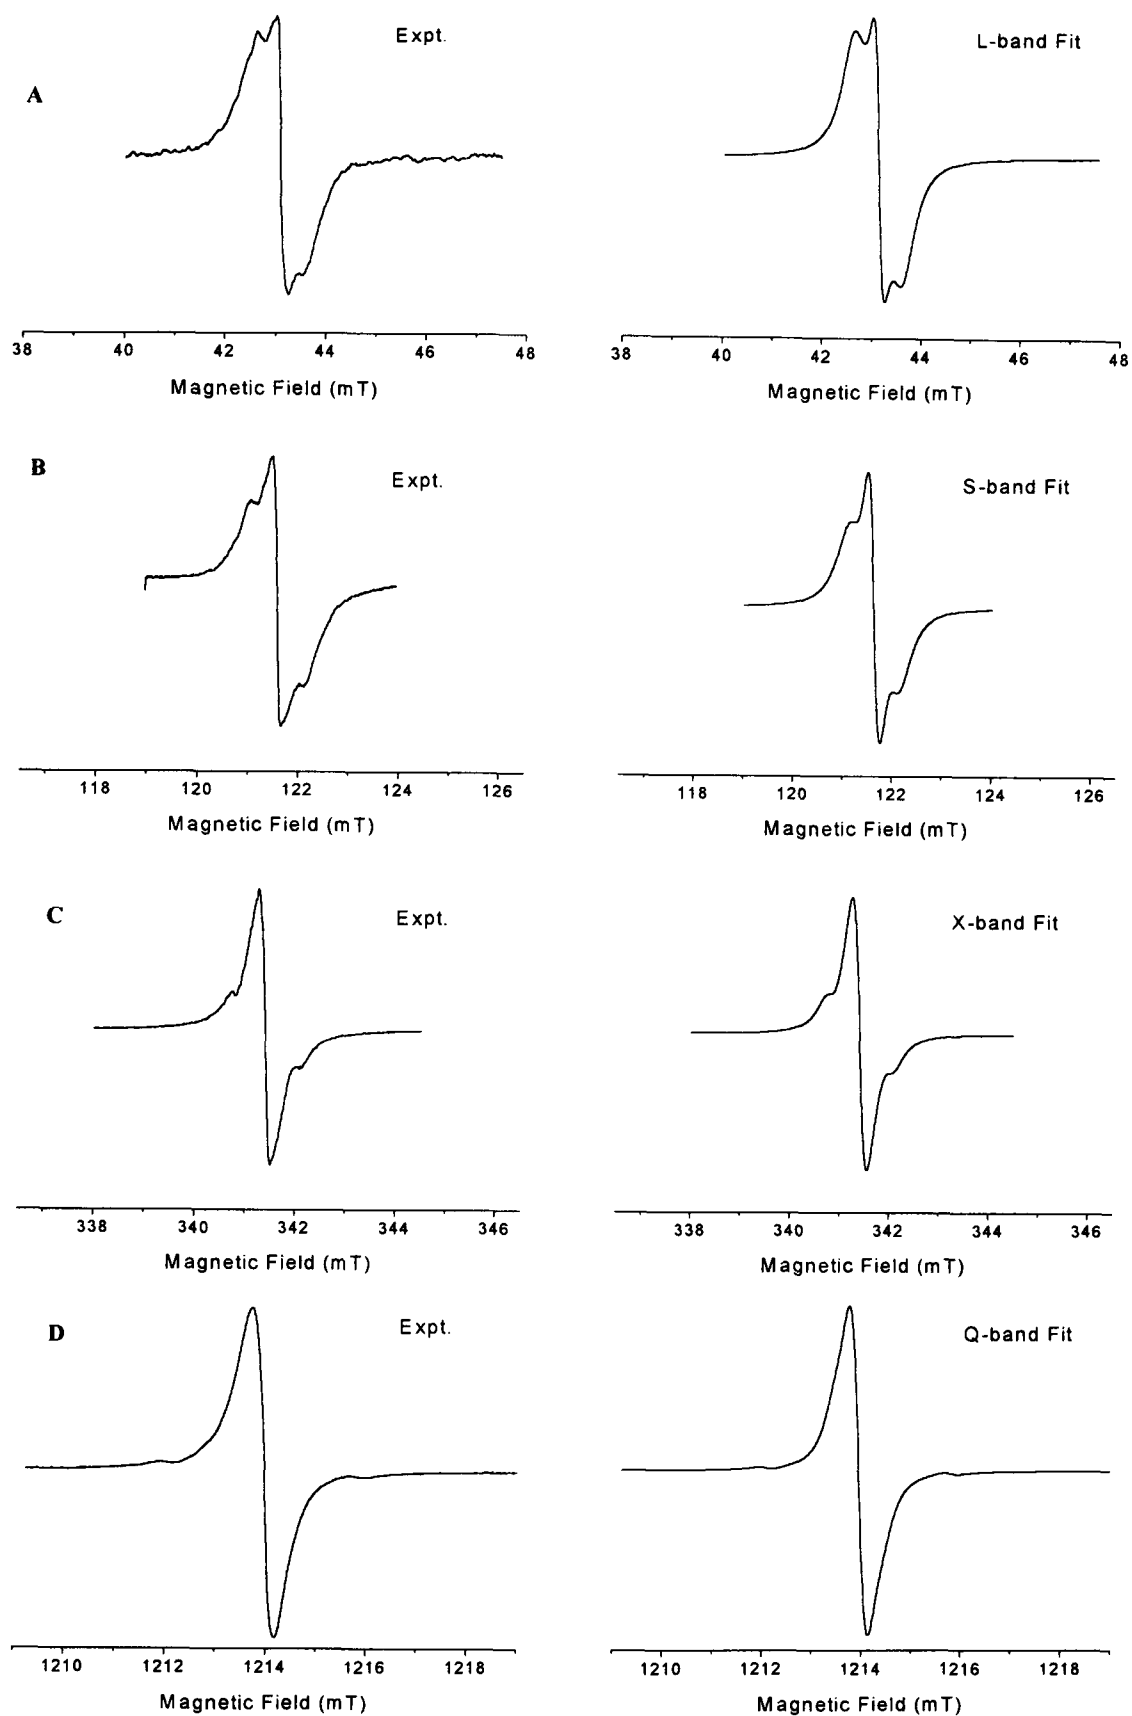 Expt.
L-band Fit
A
38 40 42 44 46 48
38 40 42 44 46 48
Magnetic Field (mT)
Magnetic Field (mT)
B
Expt.
S-band Fit
118 120 122 124 126
118 120 122 124 126
Magnetic Field (mT)
Magnetic Field (mT)
C
Expt.
X-band Fit
338 340 342 344 346
338 340 342 344 346
Magnetic Field (mT)
Magnetic Field (mT)
D
Expt.
Q-band Fit
1210 1212 1214 1216 1218
1210 1212 1214 1216 1218
Magnetic Field (mT)
Magnetic Field (mT)